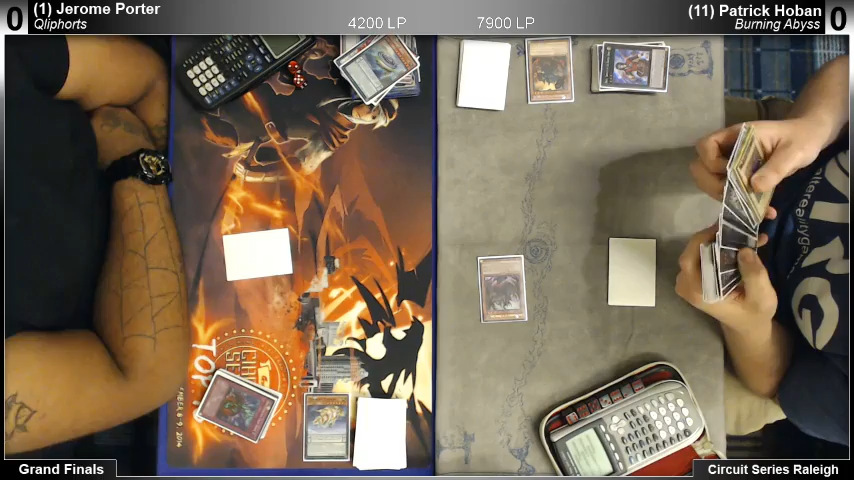 0
(1) Jerome Porter
Qliphorts
4200 LP
7900 LP
(11) Patrick Hoban
Burning Abyss
0
Grand Finals
Circuit Series Raleigh